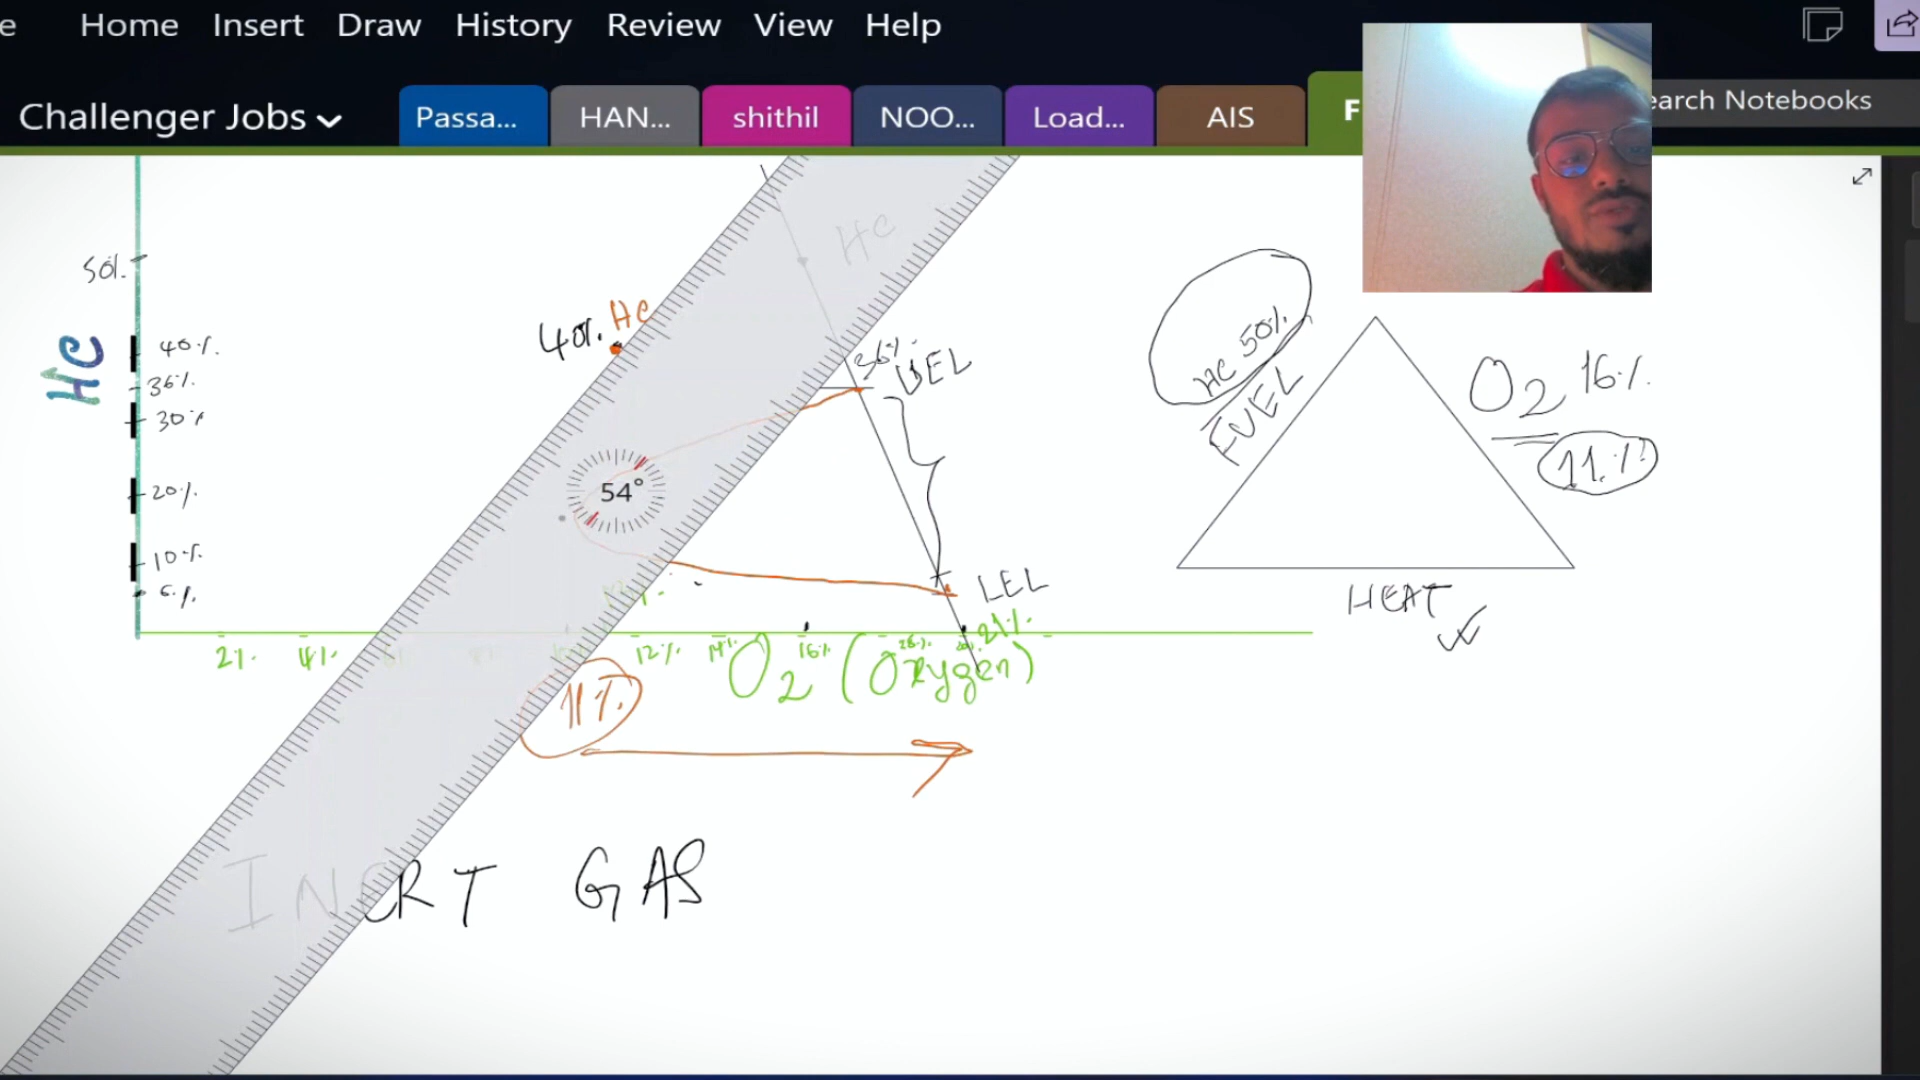 e Home Insert Draw History Review View Help
Challenger Jobs Passa... HAN... shithil NOO... Load... AIS F earch Notebooks
HC
50%
40%
36%
30%
20%
10%
40% HC
HC
36%
UEL
LEL
54°
2% 4% 12% 14% 16% 21%
O2 (Oxygen)
11%
INERT GAS
HC 50%
FUEL
O2 16%
11%
HEAT